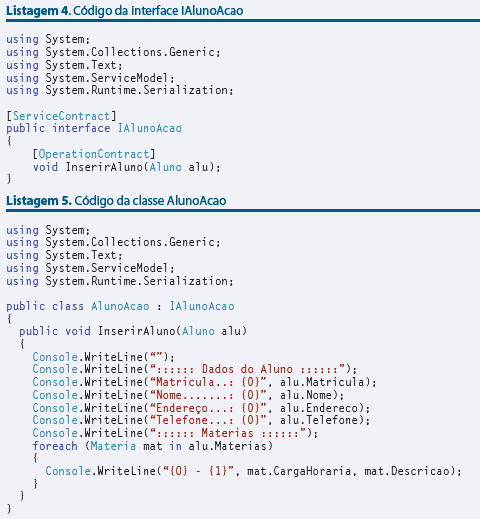 Listagem 4. Código da interface IAlunoAcao
using System;
using System.Collections.Generic;
using System.Text;
using System.ServiceModel;
using System.Runtime.Serialization;
[ServiceContract]
public interface IAlunoAcao
{
[OperationContract]
void InserirAluno(Aluno alu);
}
Listagem 5. Código da classe AlunoAcao
using System;
using System.Collections.Generic;
using System.Text;
using System.ServiceModel;
using System.Runtime.Serialization;
public class AlunoAcao : IAlunoAcao
{
public void InserirAluno(Aluno alu)
{
Console.WriteLine(“”);
Console.WriteLine(“:::::: Dados do Aluno ::::::”);
Console.WriteLine(“Matricula..: {0}”, alu.Matricula);
Console.WriteLine(“Nome.......: {0}”, alu.Nome);
Console.WriteLine(“Endereço...: {0}”, alu.Endereco);
Console.WriteLine(“Telefone...: {0}”, alu.Telefone);
Console.WriteLine(“:::::: Materias ::::::”);
foreach (Materia mat in alu.Materias)
{
Console.WriteLine(“{0} - {1}”, mat.CargaHoraria, mat.Descricao);
}
}
}